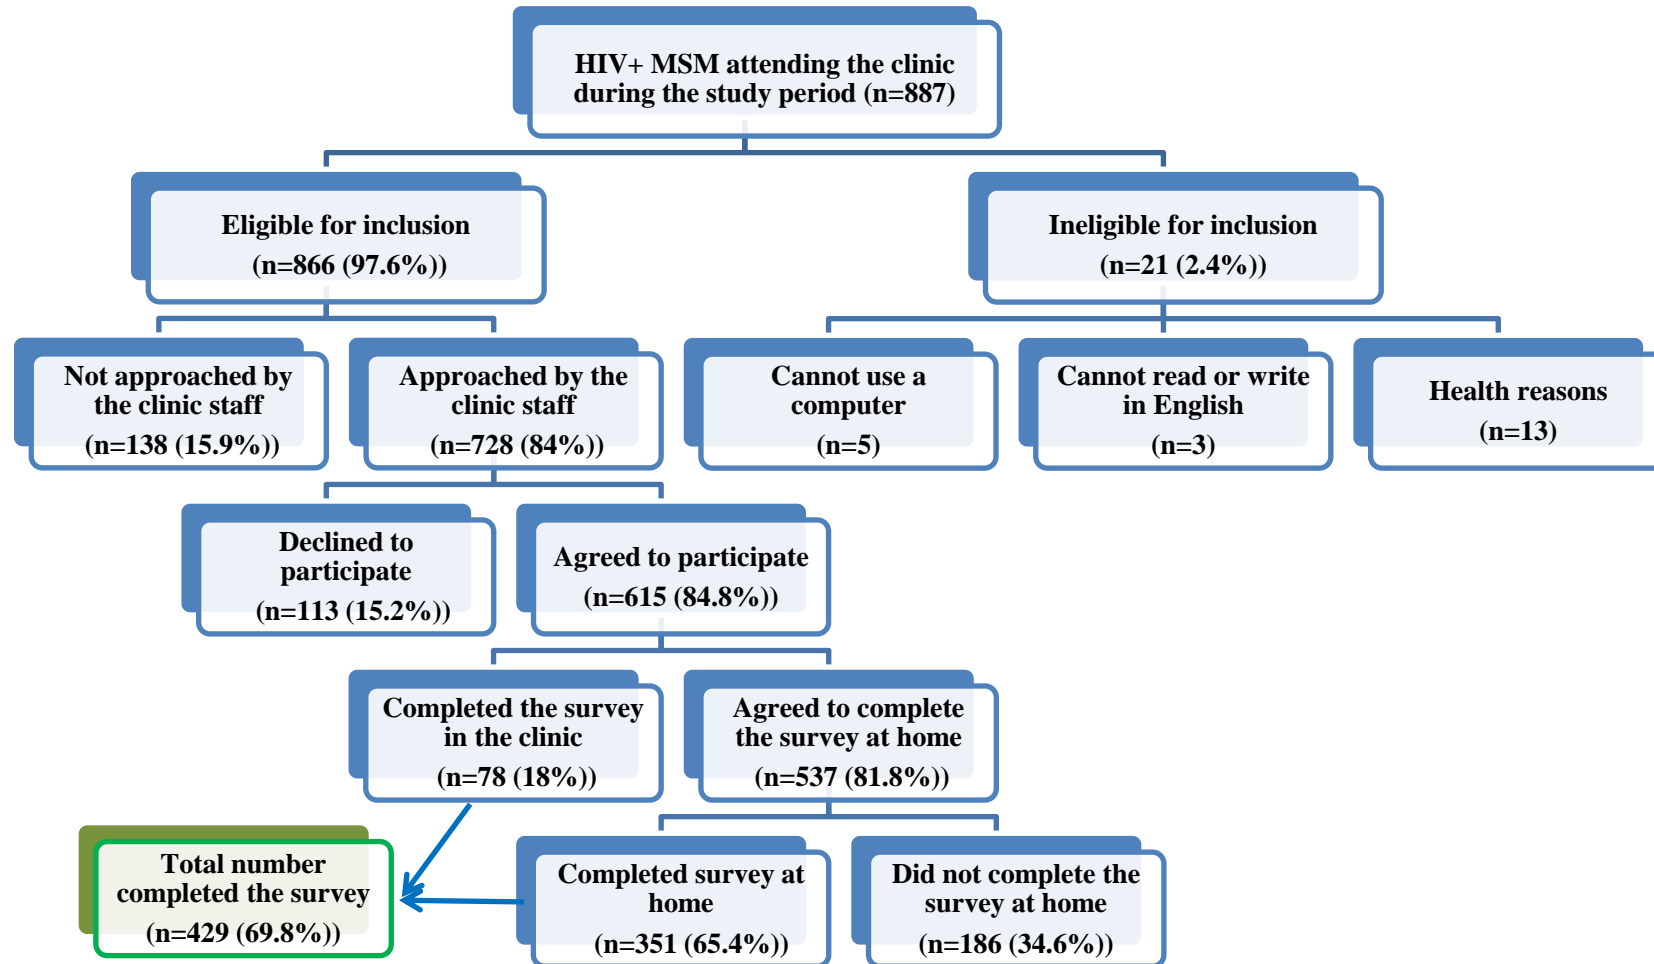 HIV+ MSM attending the clinic
during the study period (n=887)
Eligible for inclusion
(n=866 (97.6%))
Ineligible for inclusion
(n=21 (2.4%))
Not approached by
the clinic staff
(n=138 (15.9%))
Approached by the
clinic staff
(n=728 (84%))
Cannot use a
computer
(n=5)
Cannot read or write
in English
(n=3)
Health reasons
(n=13)
Declined to
participate
(n=113 (15.2%))
Agreed to participate
(n=615 (84.8%))
Completed the survey
in the clinic
(n=78 (18%))
Agreed to complete
the survey at home
(n=537 (81.8%))
Total number
completed the survey
(n=429 (69.8%))
Completed survey at
home
(n=351 (65.4%))
Did not complete the
survey at home
(n=186 (34.6%))